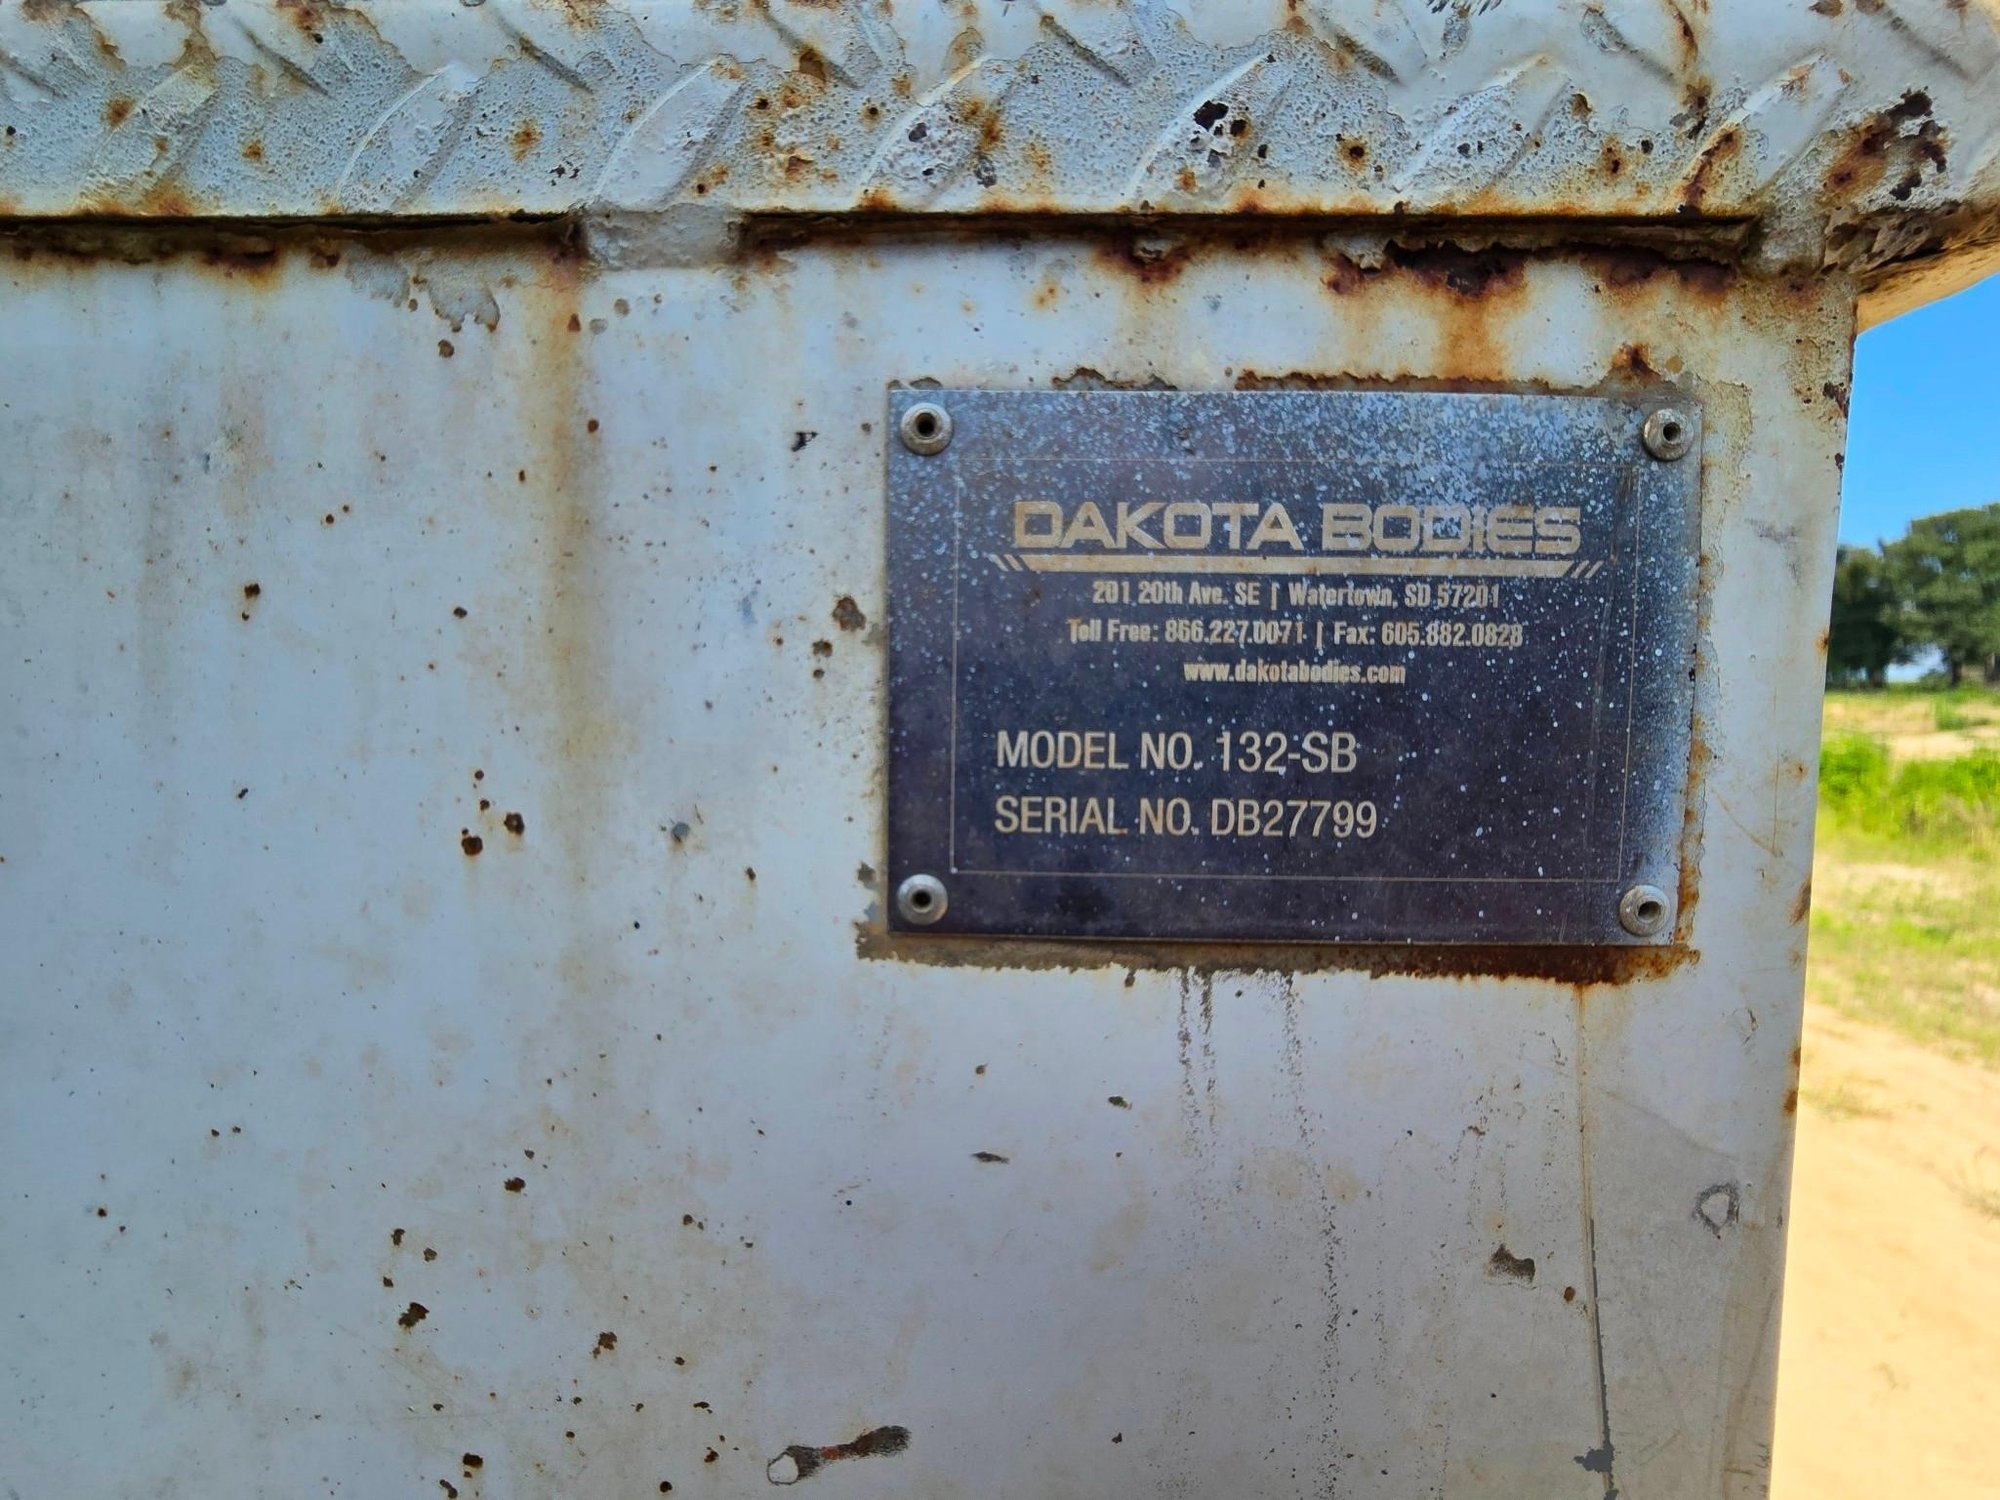 DAKOTA BODIES
201 20th Ave. SE | Watertown, SD 57201
Toll Free: 866.227.0071 | Fax: 605.882.0828
www.dakotabodies.com
MODEL NO. 132-SB
SERIAL NO. DB27799